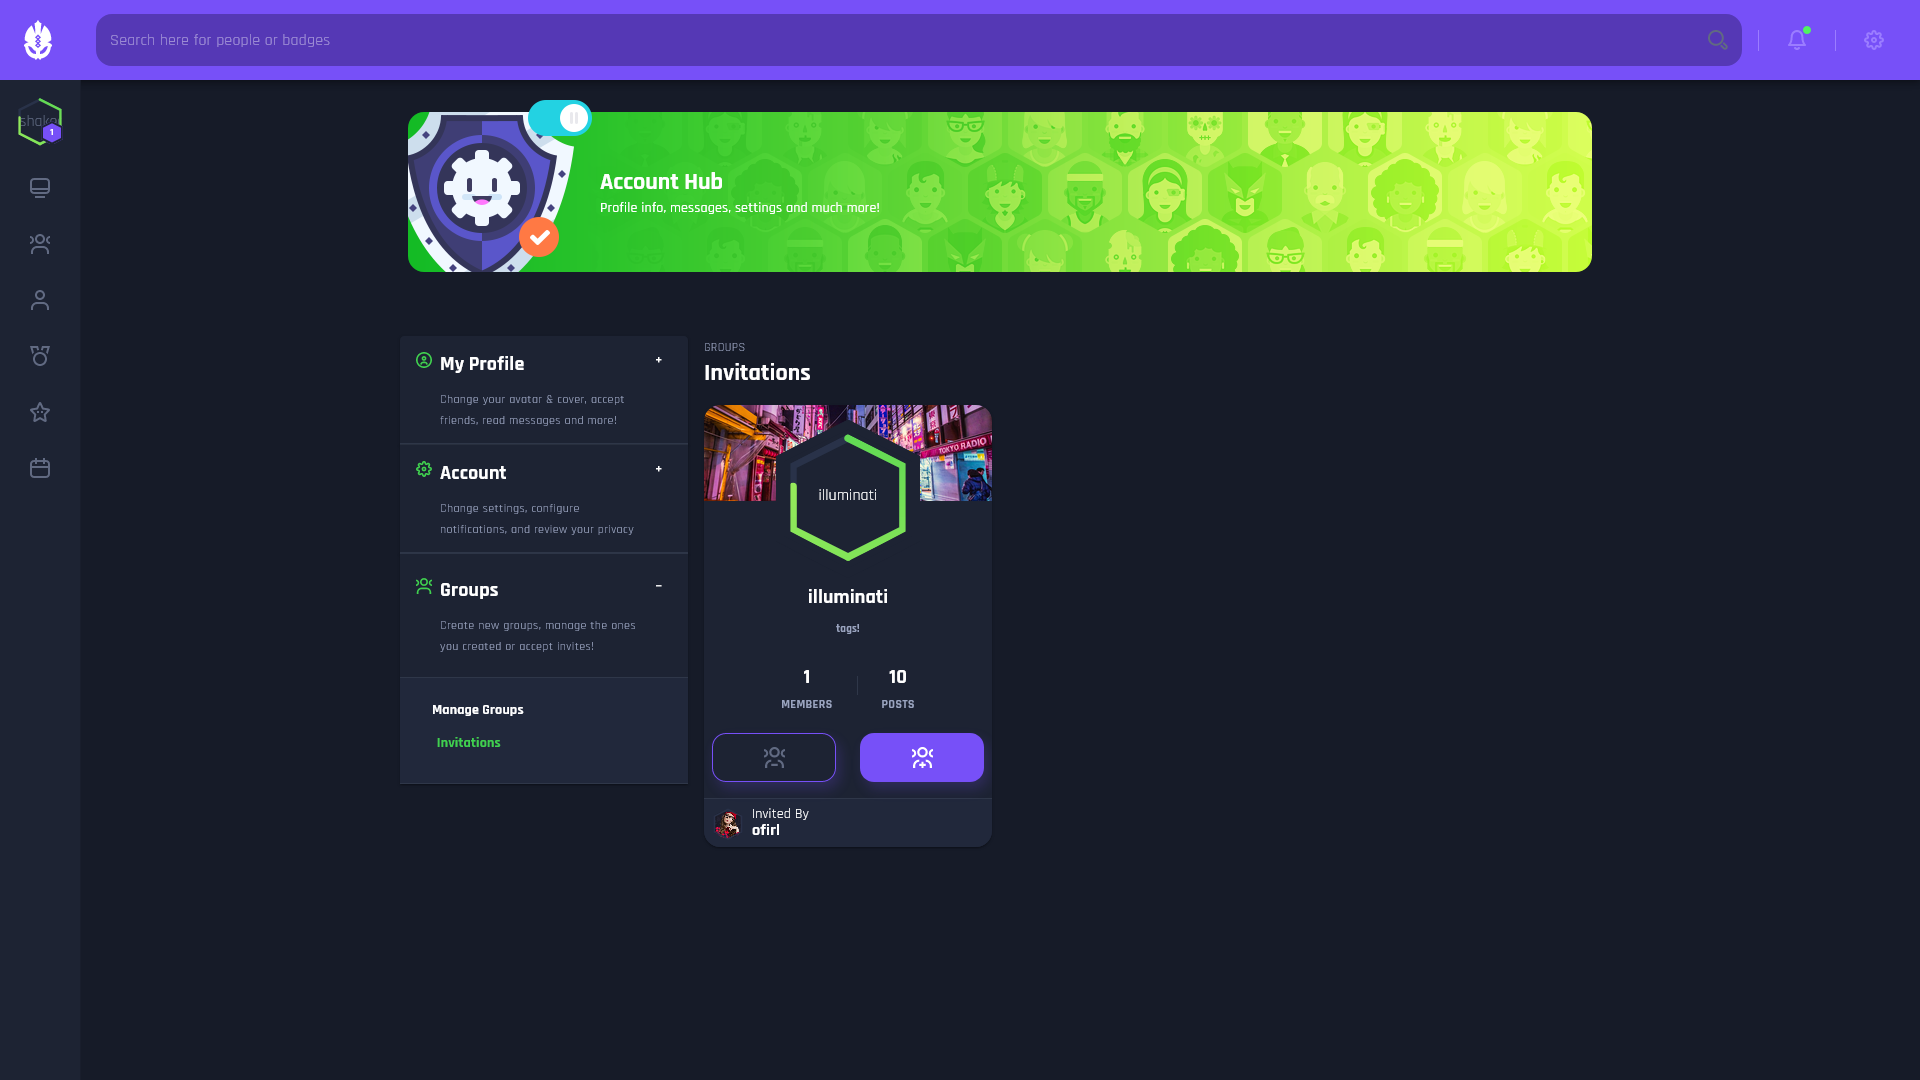 Search here for people or badges
shakα
1
Account Hub
Profile info, messages, settings and much more!
My Profile
+
Change your avatar & cover, accept
friends, read messages and more!
Account
+
Change settings, configure
notifications, and review your privacy
Groups
-
Create new groups, manage the ones
you created or accept invites!
Manage Groups
Invitations
GROUPS
Invitations
TOKYO RADIO
illuminati
illuminati
tags!
1
MEMBERS
10
POSTS
Invited By
ofirl